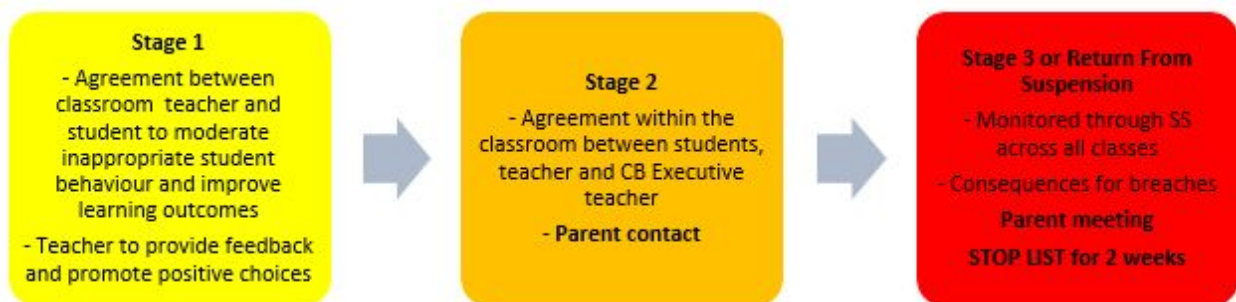 Stage 1
- Agreement between
classroom teacher and
student to moderate
inappropriate student
behaviour and improve
learning outcomes
- Teacher to provide feedback
and promote positive choices
Stage 2
- Agreement within the
classroom between students,
teacher and CB Executive
teacher
- Parent contact
Stage 3 or Return From
Suspension
- Monitored through SS
across all classes
- Consequences for breaches
Parent meeting
STOP LIST for 2 weeks